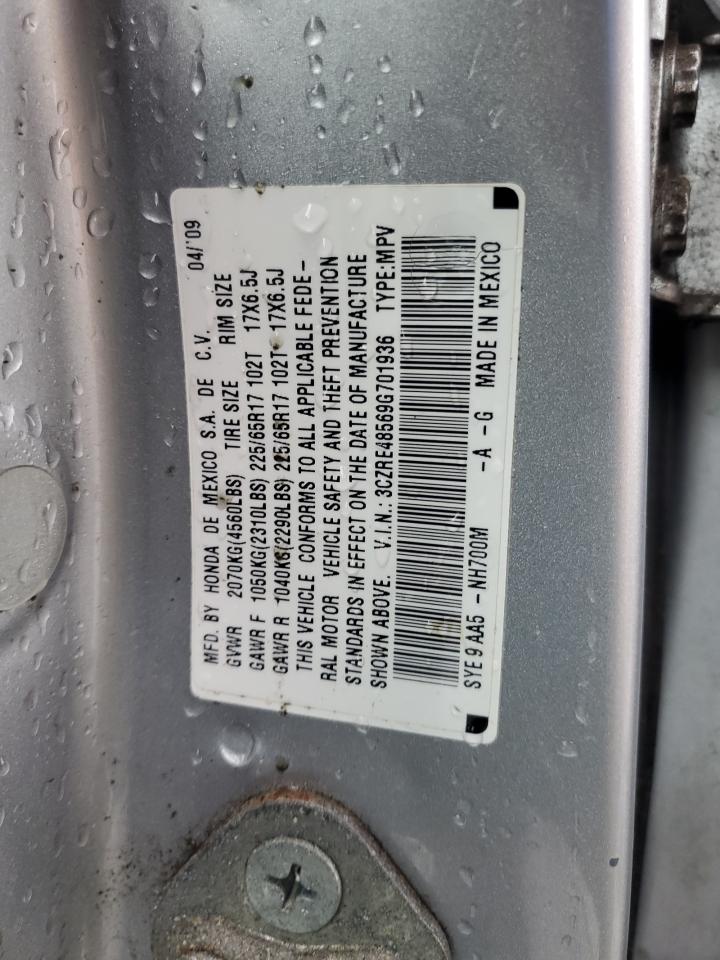 MFD. BY HONDA DE MEXICO S.A. DE C.V. 04/'09
GVWR 2070KG(4560LBS) TIRE SIZE RIM SIZE
GAWR F 1050KG(2310LBS) 225/65R17 102T 17X6.5J
GAWR R 1040KG(2290LBS) 225/65R17 102T 17X6.5J
THIS VEHICLE CONFORMS TO ALL APPLICABLE FEDE-
RAL MOTOR VEHICLE SAFETY AND THEFT PREVENTION
STANDARDS IN EFFECT ON THE DATE OF MANUFACTURE
SHOWN ABOVE. V.I.N.: 3CZRE48569G701936 TYPE:MPV
SYE9AA5 -NH700M -A -G MADE IN MEXICO